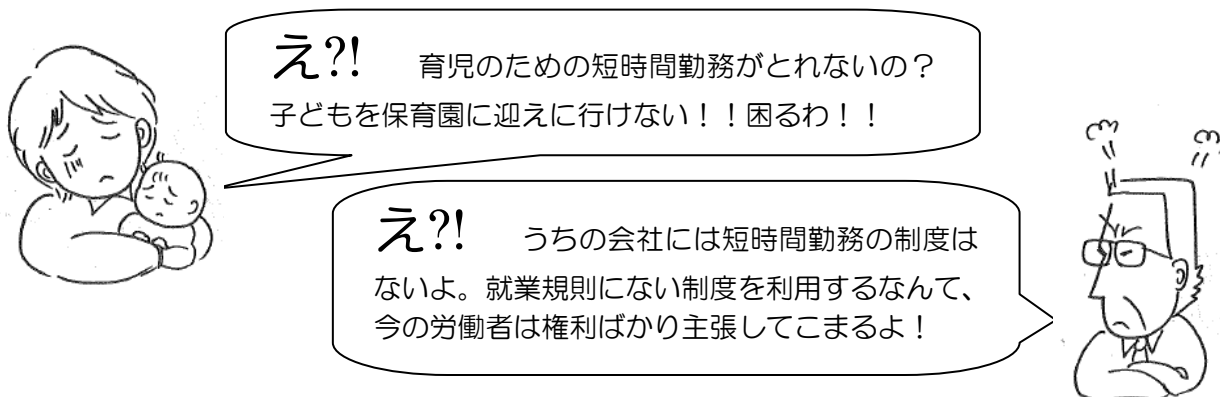 え?! 育児のための短時間勤務がとれないの？
子どもを保育園に迎えに行けない！！困るわ！！
え?! うちの会社には短時間勤務の制度は
ないよ。就業規則にない制度を利用するなんて、
今の労働者は権利ばかり主張してこまるよ！